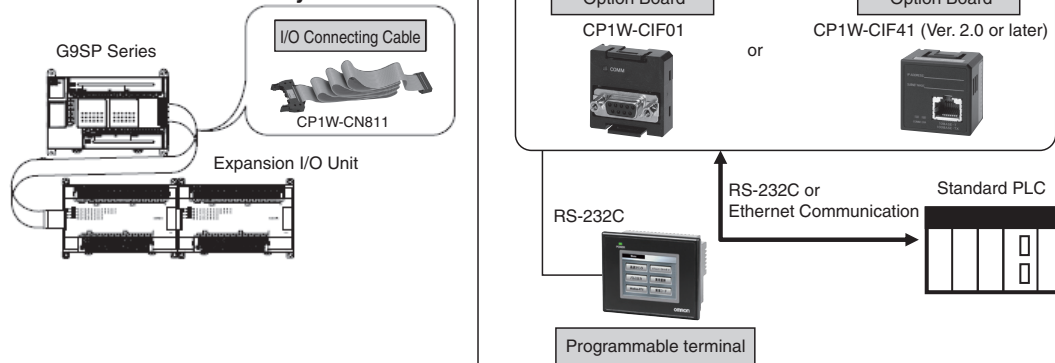 G9SP Series
I/O Connecting Cable
CP1W-CN811
Expansion I/O Unit
Option Board
CP1W-CIF01
or
Option Board
CP1W-CIF41 (Ver. 2.0 or later)
COMM
RS-232C
RS-232C or
Ethernet Communication
Standard PLC
OMRON
Programmable terminal